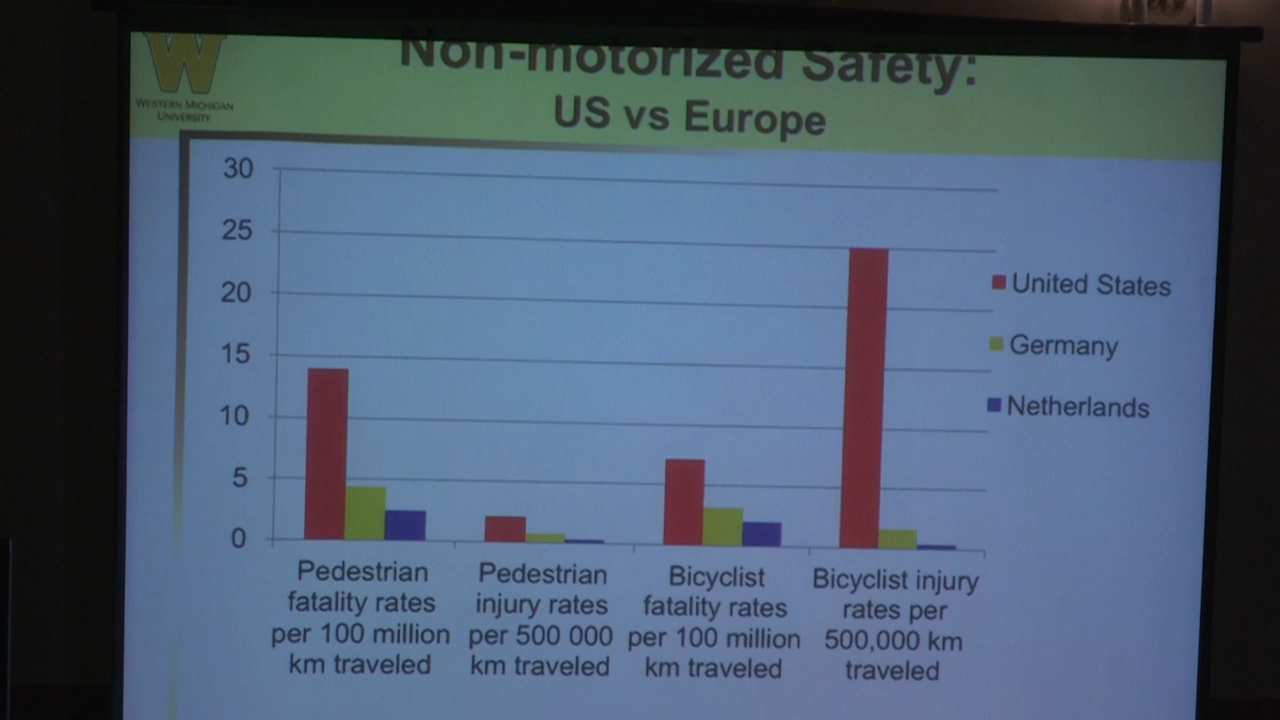 W
WESTERN MICHIGAN
UNIVERSITY
Non-motorized Safety:
US vs Europe
30
25
20
15
10
5
0
United States
Germany
Netherlands
Pedestrian
fatality rates
per 100 million
km traveled
Pedestrian
injury rates
per 500 000
km traveled
Bicyclist
fatality rates
per 100 million
km traveled
Bicyclist injury
rates per
500,000 km
traveled